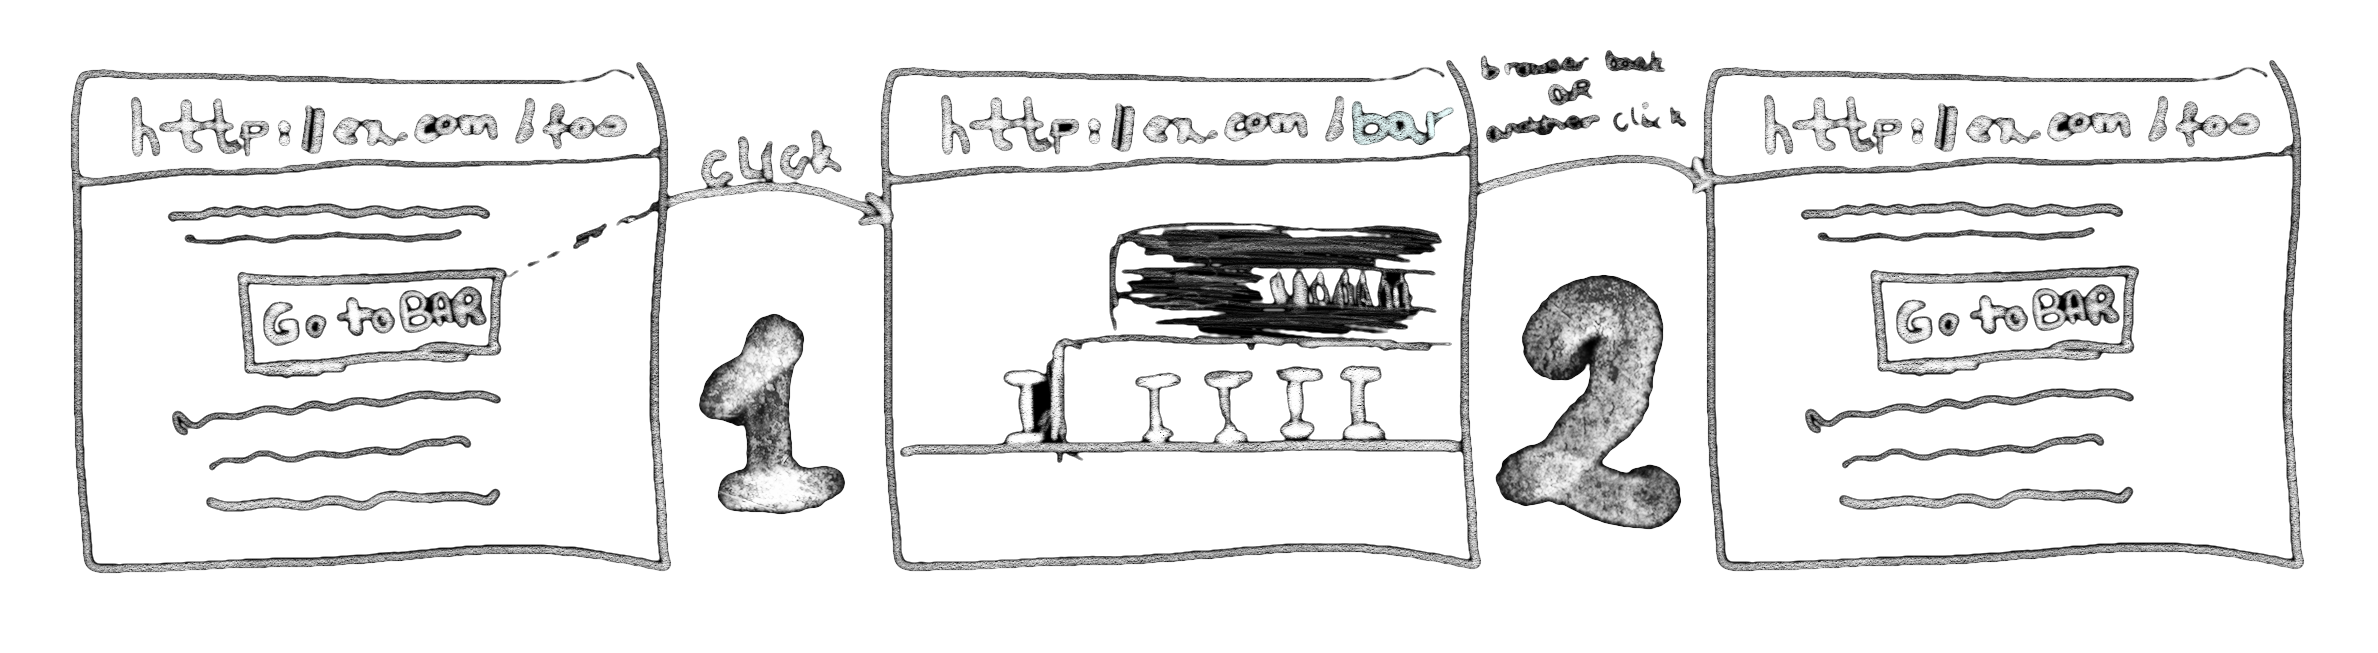 http://ex.com/foo
Go to BAR
click
1
http://ex.com/bar
browser back
OR
another click
2
http://ex.com/foo
Go to BAR